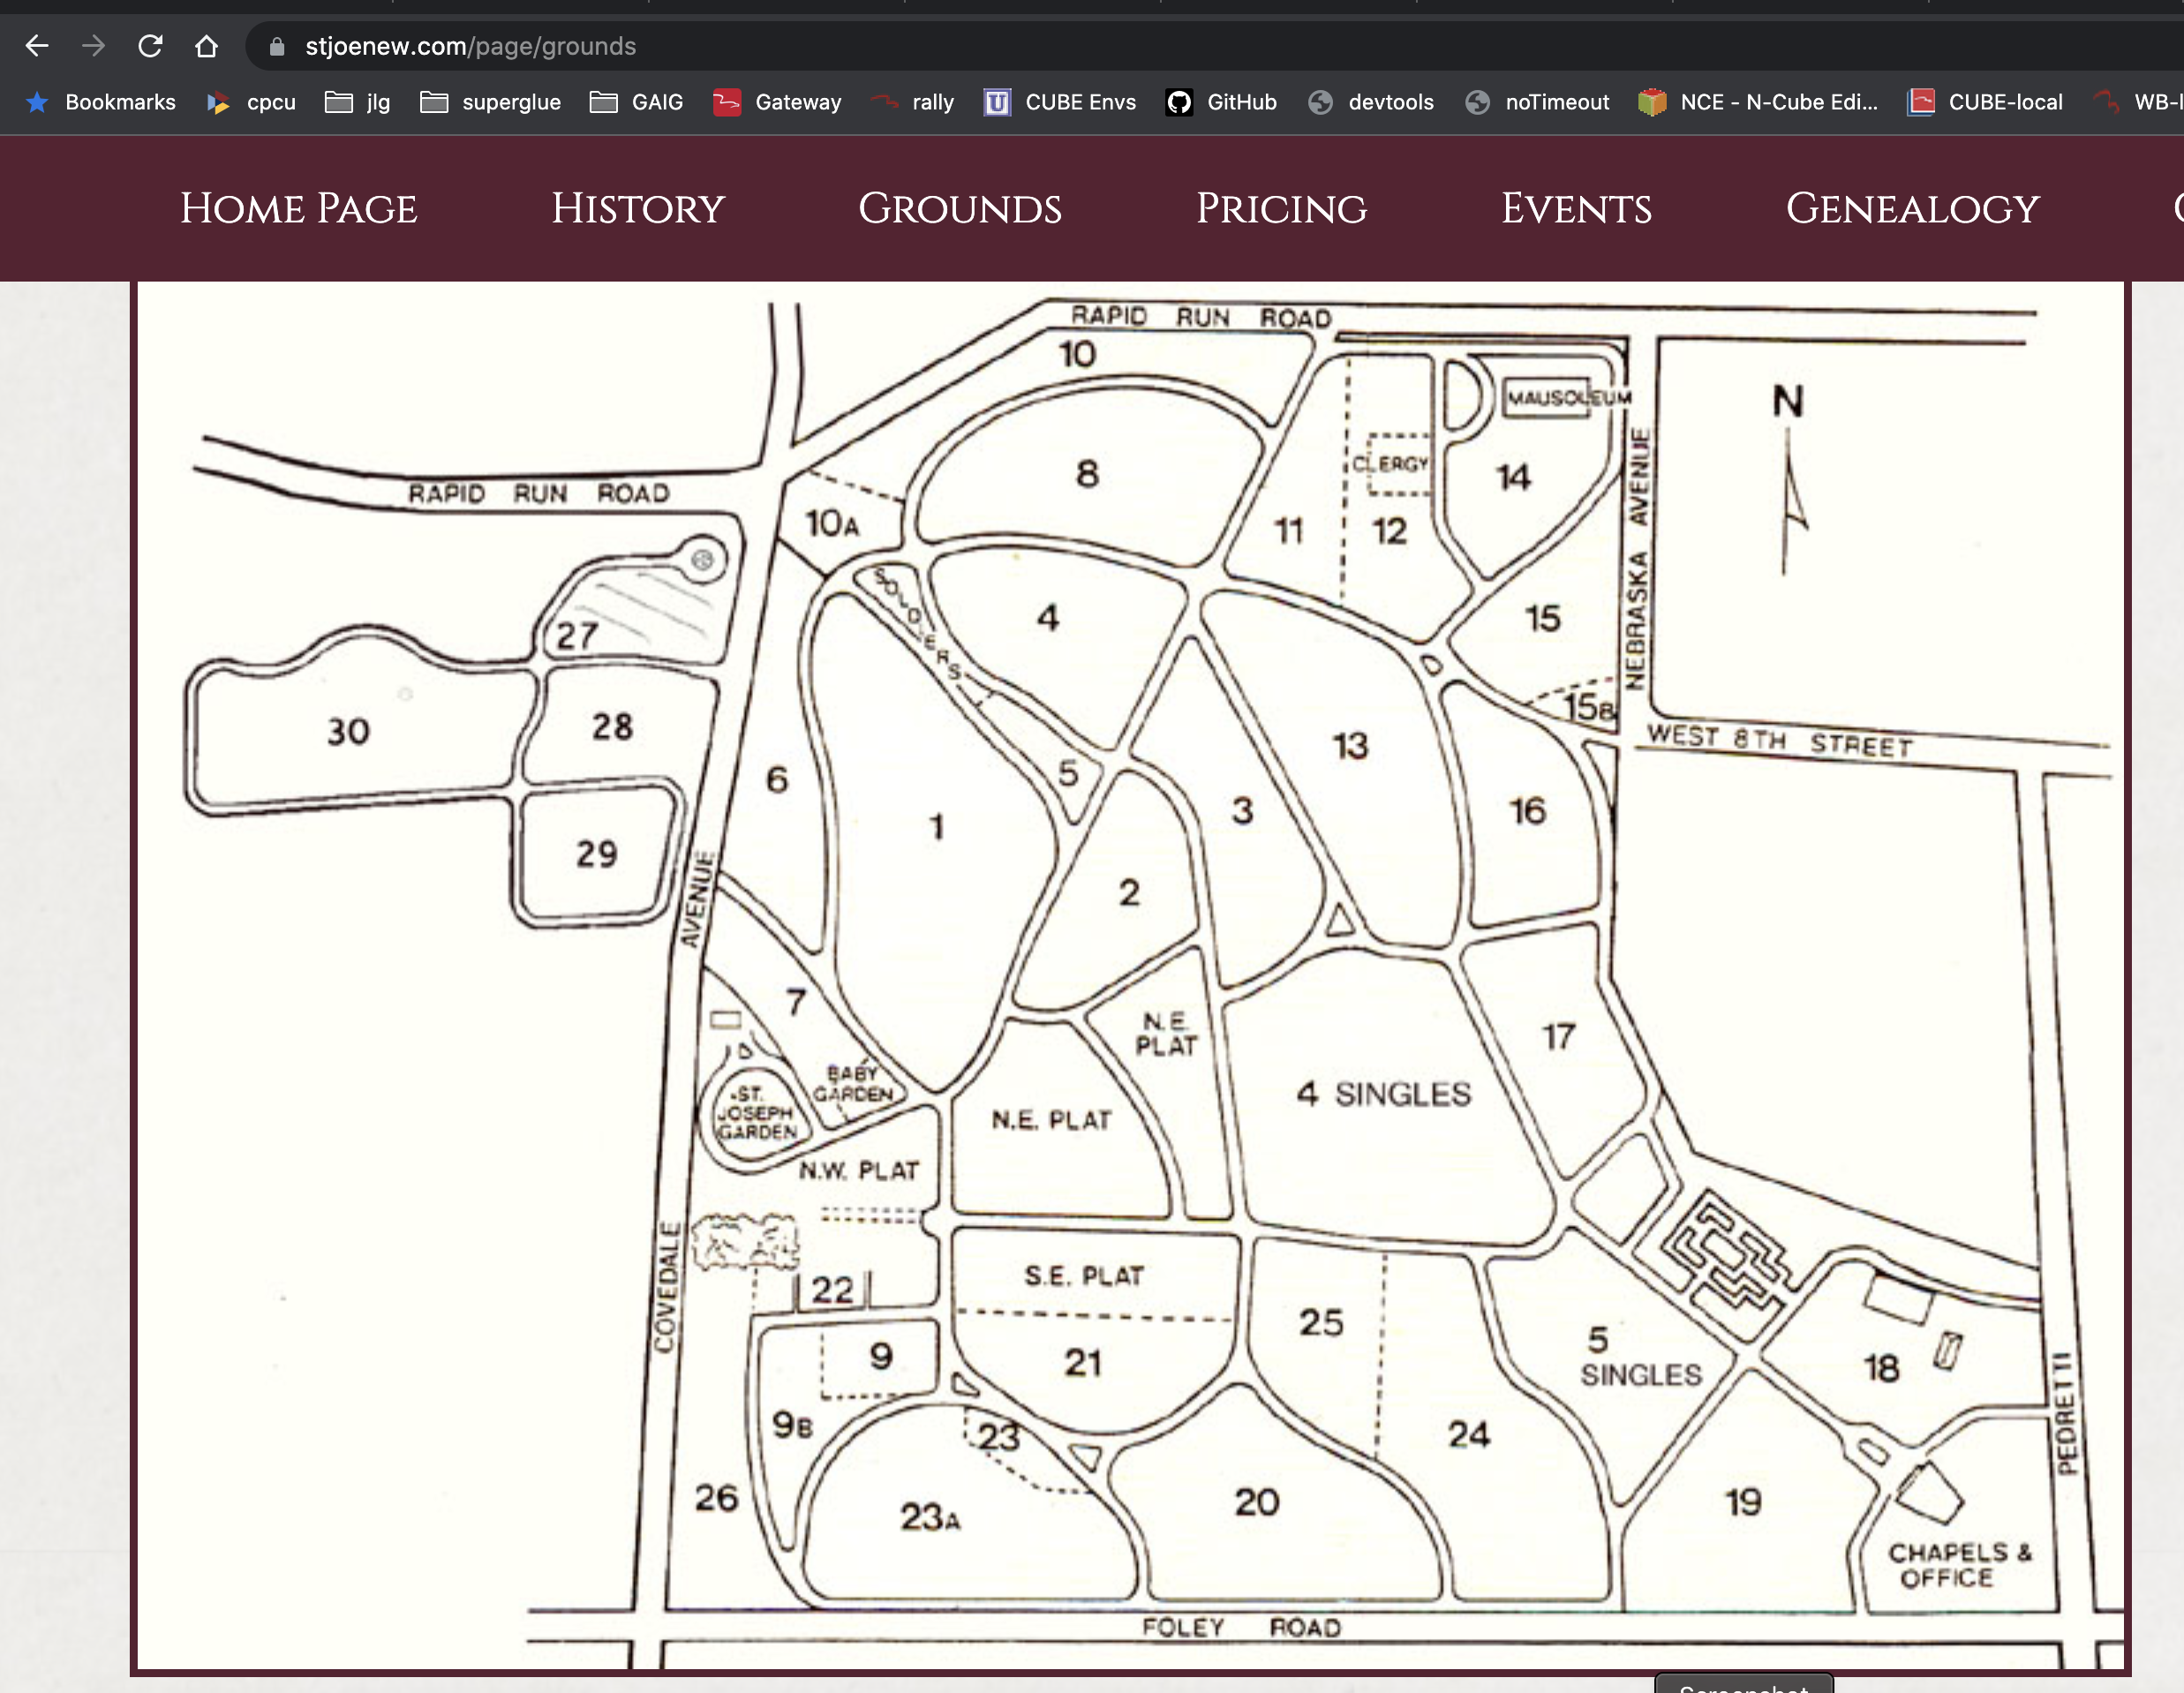 stjoenew.com/page/grounds
Bookmarks cpcu jlg superglue GAIG Gateway rally CUBE Envs GitHub devtools noTimeout NCE - N-Cube Edi... CUBE-local WB-l
HOME PAGE HISTORY GROUNDS PRICING EVENTS GENEALOGY
RAPID RUN ROAD
10
MAUSOLEUM
N
CLERGY
8
14
RAPID RUN ROAD
10A
11
12
NEBRASKA AVENUE
SOLDIERS
4
15
27
15B
30
28
WEST 8TH STREET
13
5
6
3
16
1
29
2
AVENUE
7
N.E.
PLAT
17
BABY
GARDEN
ST.
JOSEPH
GARDEN
4 SINGLES
N.E. PLAT
N.W. PLAT
COVEDALE
S.E. PLAT
22
25
5
SINGLES
9
21
18
PEDRETTI
9B
23
24
26
20
19
23A
CHAPELS &
OFFICE
FOLEY ROAD